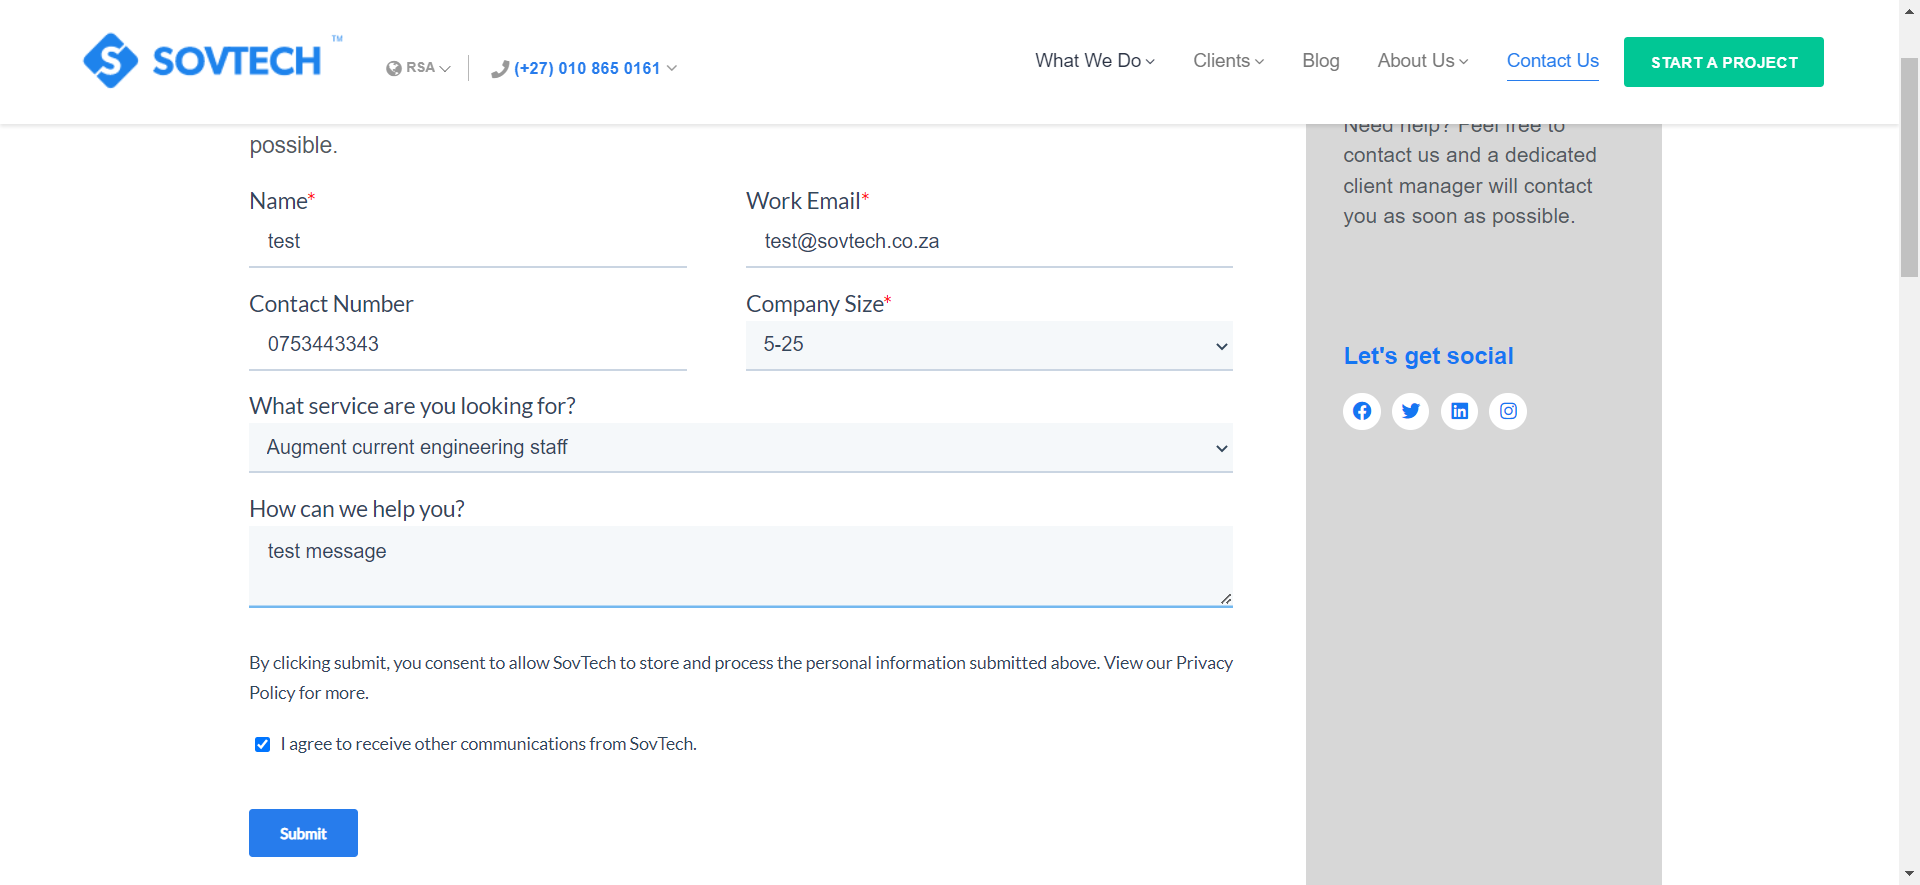 SOVTECH ™
RSA
(+27) 010 865 0161
What We Do
Clients
Blog
About Us
Contact Us
START A PROJECT
possible.
Name*
Work Email*
test
test@sovtech.co.za
Contact Number
Company Size*
0753443343
5-25
What service are you looking for?
Augment current engineering staff
How can we help you?
test message
By clicking submit, you consent to allow SovTech to store and process the personal information submitted above. View our Privacy
Policy for more.
I agree to receive other communications from SovTech.
Submit
Need help? Feel free to
contact us and a dedicated
client manager will contact
you as soon as possible.
Let's get social